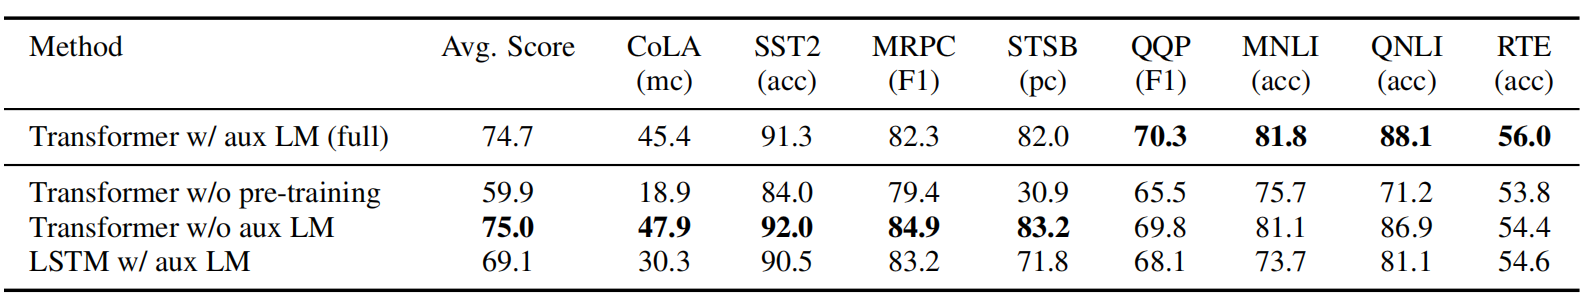 Method Avg. Score CoLA SST2 MRPC STSB QQP MNLI QNLI RTE
(mc) (acc) (F1) (pc) (F1) (acc) (acc) (acc)
Transformer w/ aux LM (full) 74.7 45.4 91.3 82.3 82.0 70.3 81.8 88.1 56.0
Transformer w/o pre-training 59.9 18.9 84.0 79.4 30.9 65.5 75.7 71.2 53.8
Transformer w/o aux LM 75.0 47.9 92.0 84.9 83.2 69.8 81.1 86.9 54.4
LSTM w/ aux LM 69.1 30.3 90.5 83.2 71.8 68.1 73.7 81.1 54.6